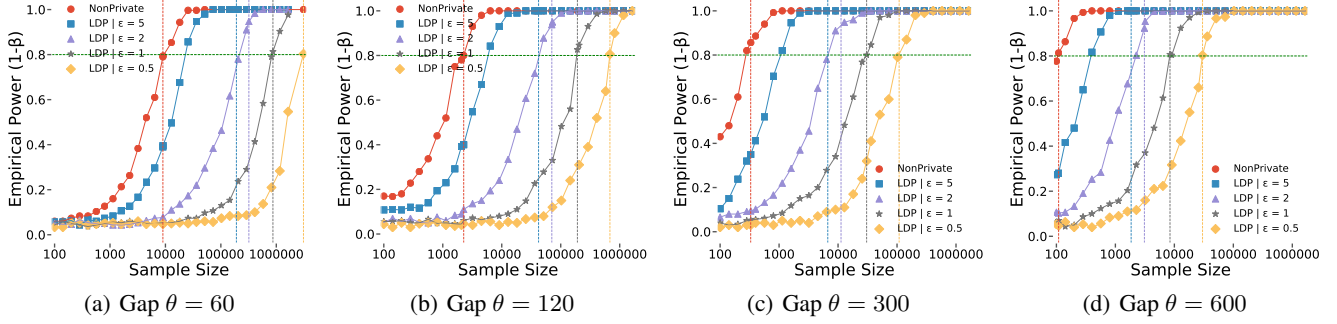 Empirical Power (1-β)
1.0
0.8
0.6
0.4
0.2
0.0
NonPrivate
LDP | ε = 5
LDP | ε = 2
LDP | ε = 1
LDP | ε = 0.5
100 1000 10000 100000 1000000
Sample Size
(a) Gap θ = 60
Empirical Power (1-β)
1.0
0.8
0.6
0.4
0.2
0.0
NonPrivate
LDP | ε = 5
LDP | ε = 2
LDP | ε = 1
LDP | ε = 0.5
100 1000 10000 100000 1000000
Sample Size
(b) Gap θ = 120
Empirical Power (1-β)
1.0
0.8
0.6
0.4
0.2
0.0
NonPrivate
LDP | ε = 5
LDP | ε = 2
LDP | ε = 1
LDP | ε = 0.5
100 1000 10000 100000 1000000
Sample Size
(c) Gap θ = 300
Empirical Power (1-β)
1.0
0.8
0.6
0.4
0.2
0.0
NonPrivate
LDP | ε = 5
LDP | ε = 2
LDP | ε = 1
LDP | ε = 0.5
100 1000 10000 100000 1000000
Sample Size
(d) Gap θ = 600